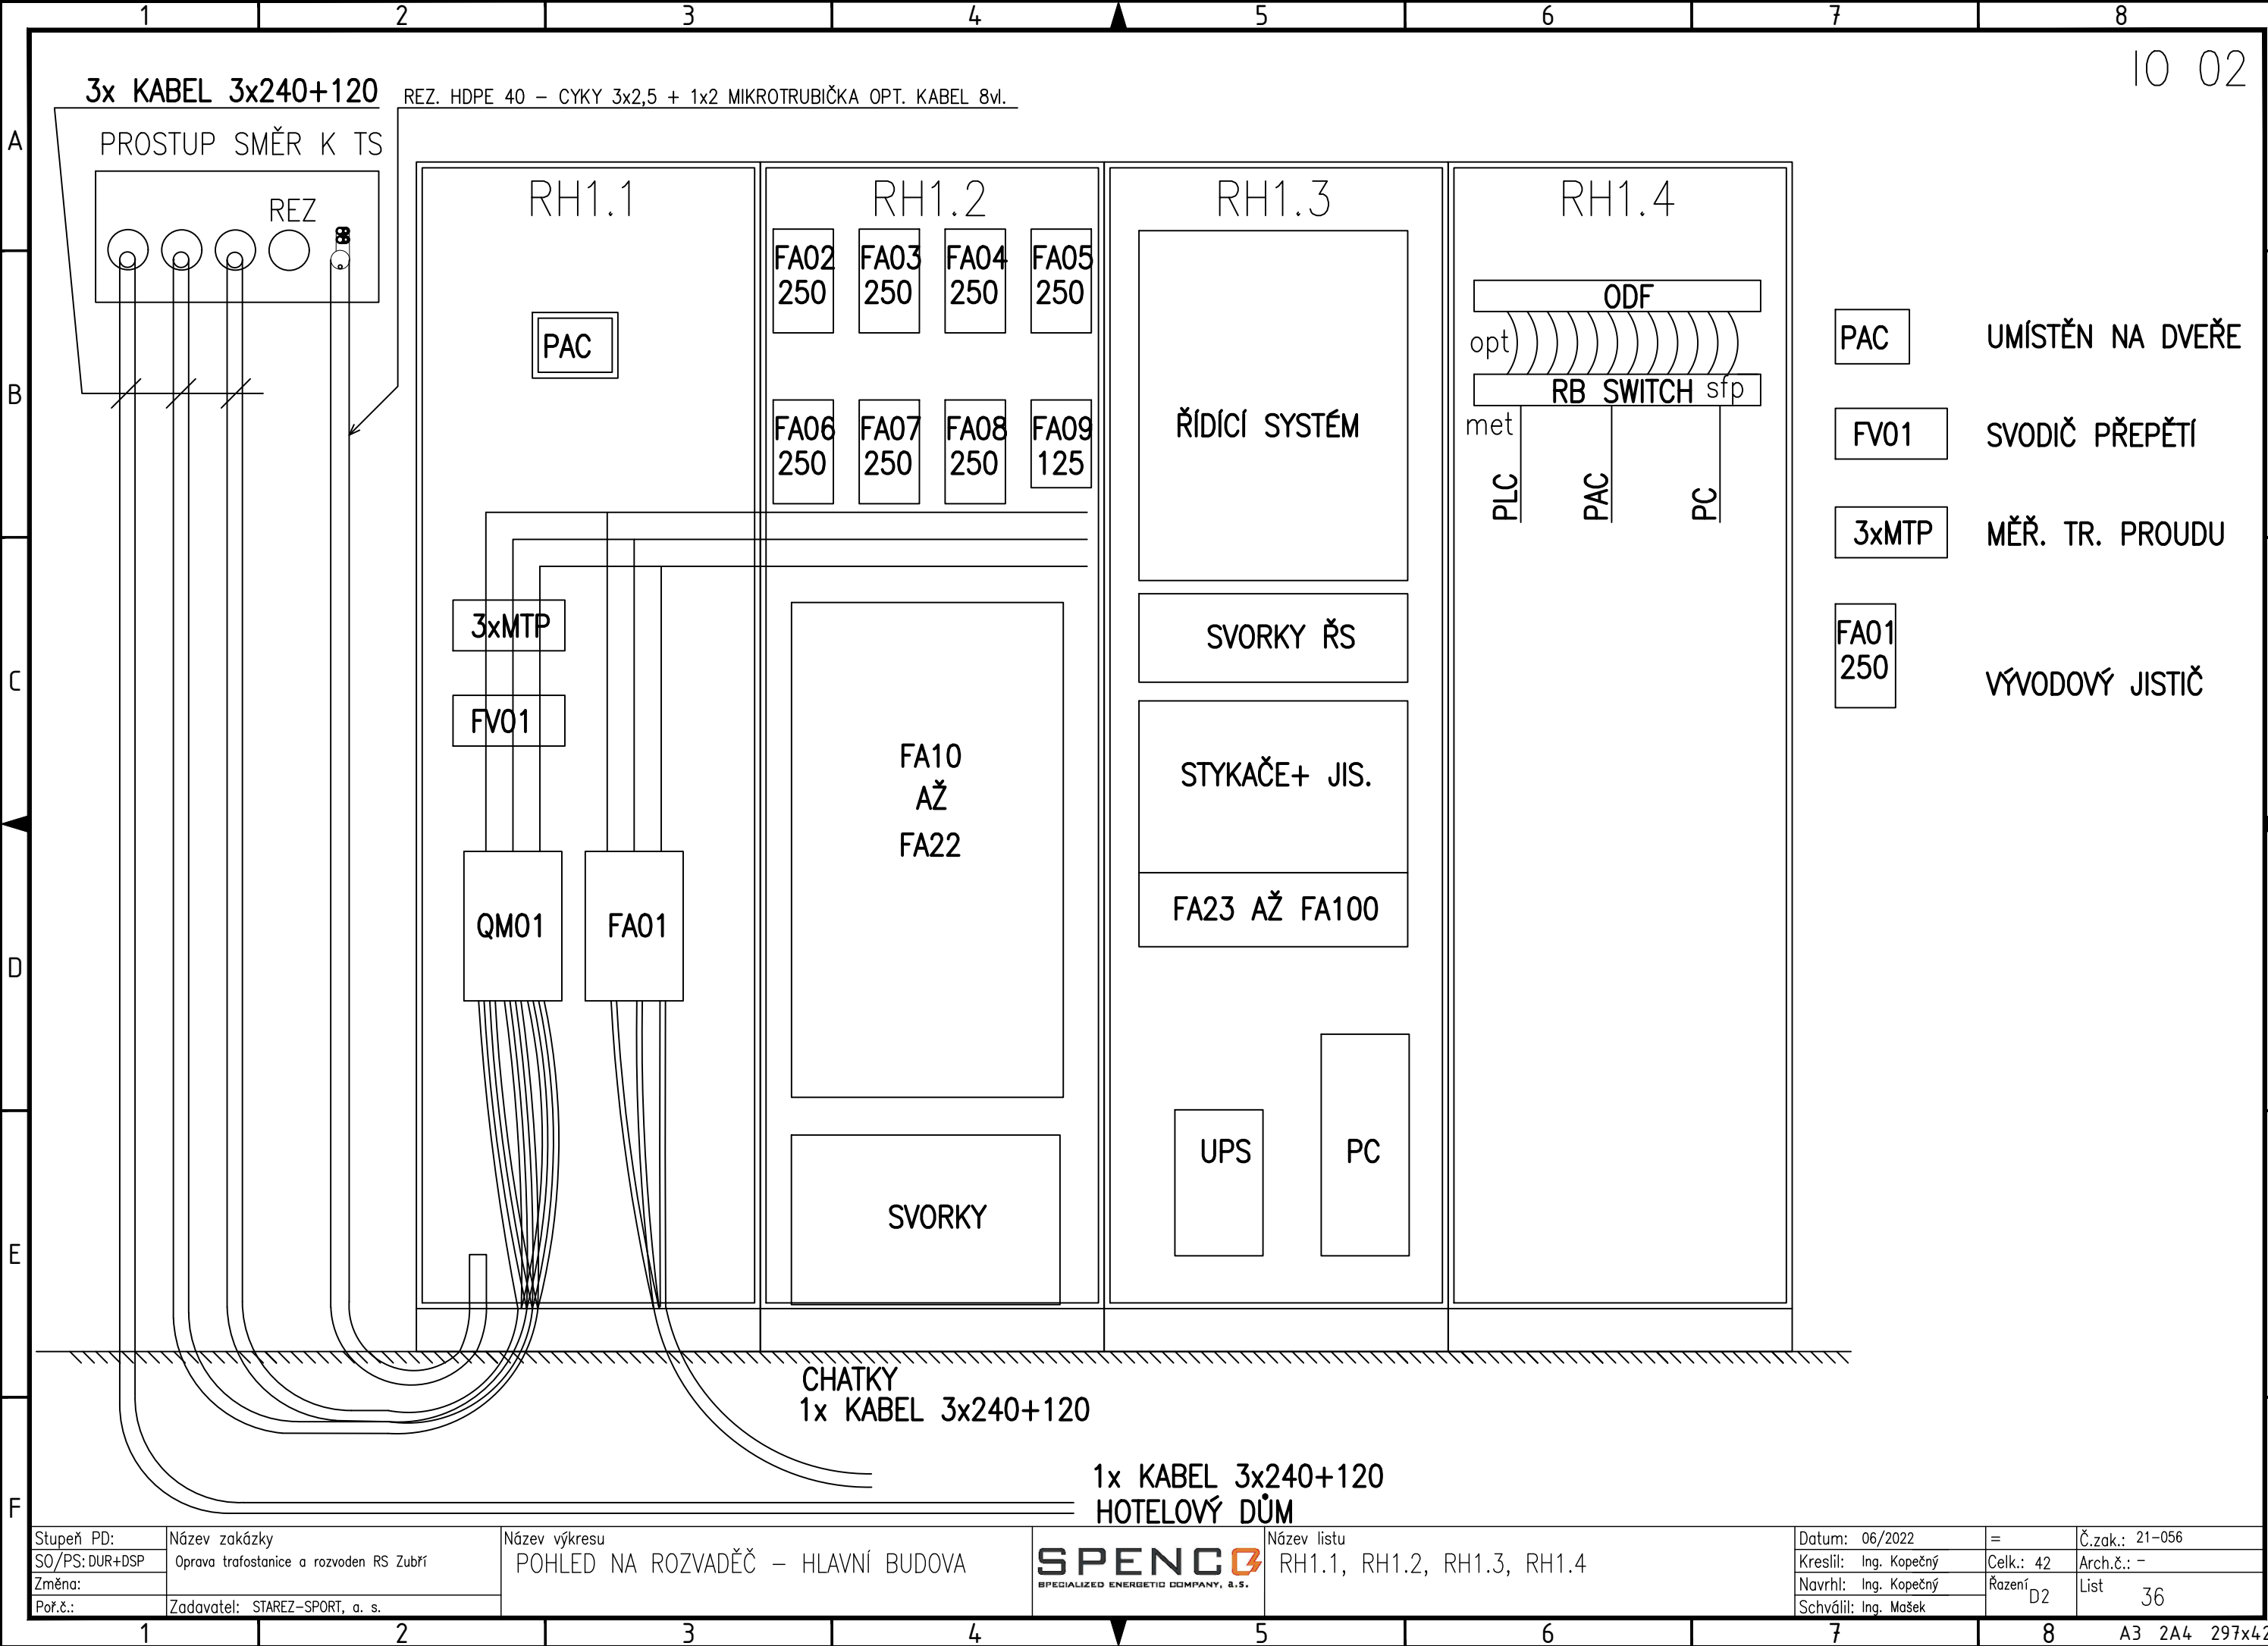 1 2 3 4 5 6 7 8
IO 02
3x KABEL 3x240+120
REZ. HDPE 40 – CYKY 3x2,5 + 1x2 MIKROTRUBIČKA OPT. KABEL 8vl.
A
PROSTUP SMĚR K TS
REZ
RH1.1
RH1.2
RH1.3
RH1.4
FA02
250
FA03
250
FA04
250
FA05
250
PAC
ODF
opt
RB SWITCH sfp
met
PLC
PAC
PC
B
FA06
250
FA07
250
FA08
250
FA09
125
ŘÍDÍCÍ SYSTÉM
PAC
UMÍSTĚN NA DVEŘE
FV01
SVODIČ PŘEPĚTÍ
3xMTP
MĚŘ. TR. PROUDU
FA01
250
VÝVODOVÝ JISTIČ
C
3xMTP
FV01
SVORKY ŘS
FA10
AŽ
FA22
STYKAČE+ JIS.
FA23 AŽ FA100
QM01
FA01
D
UPS
PC
SVORKY
E
CHATKY
1x KABEL 3x240+120
1x KABEL 3x240+120
HOTELOVÝ DŮM
F
Stupeň PD:
SO/PS: DUR+DSP
Změna:
Poř.č.:
Název zakázky
Oprava trafostanice a rozvoden RS Zubří
Zadavatel: STAREZ-SPORT, a. s.
Název výkresu
POHLED NA ROZVADĚČ – HLAVNÍ BUDOVA
SPENCO
SPECIALIZED ENERGETIC COMPANY, a.s.
Název listu
RH1.1, RH1.2, RH1.3, RH1.4
Datum: 06/2022
Kreslil: Ing. Kopečný
Navrhl: Ing. Kopečný
Schválil: Ing. Mašek
=
Celk.: 42
Řazení D2
Č.zak.: 21-056
Arch.č.: –
List 36
1 2 3 4 5 6 7 8
A3 2A4 297x42